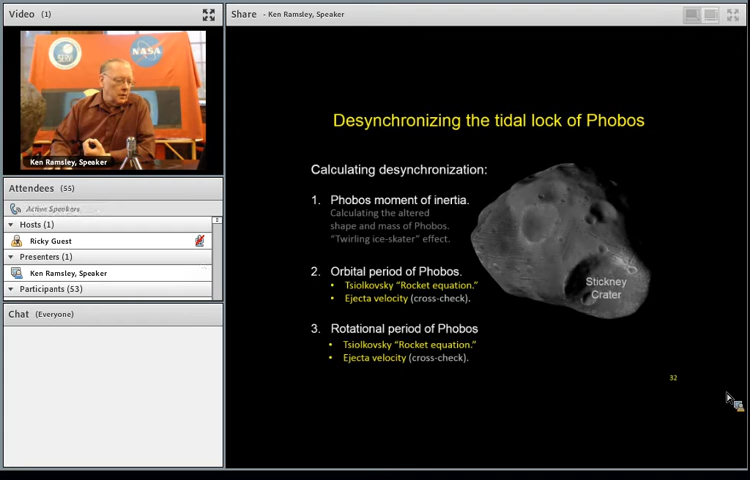 Video (1)
NASA
Ken Ramsley, Speaker
Attendees (55)
Active Speakers
Hosts (1)
Ricky Guest
Presenters (1)
Ken Ramsley, Speaker
Participants (53)
Chat (Everyone)
Share - Ken Ramsley, Speaker
Desynchronizing the tidal lock of Phobos
Calculating desynchronization:
1. Phobos moment of inertia.
Calculating the altered
shape and mass of Phobos.
"Twirling ice-skater" effect.
2. Orbital period of Phobos.
• Tsiolkovsky "Rocket equation."
• Ejecta velocity (cross-check).
3. Rotational period of Phobos
• Tsiolkovsky "Rocket equation."
• Ejecta velocity (cross-check).
Stickney
Crater
32